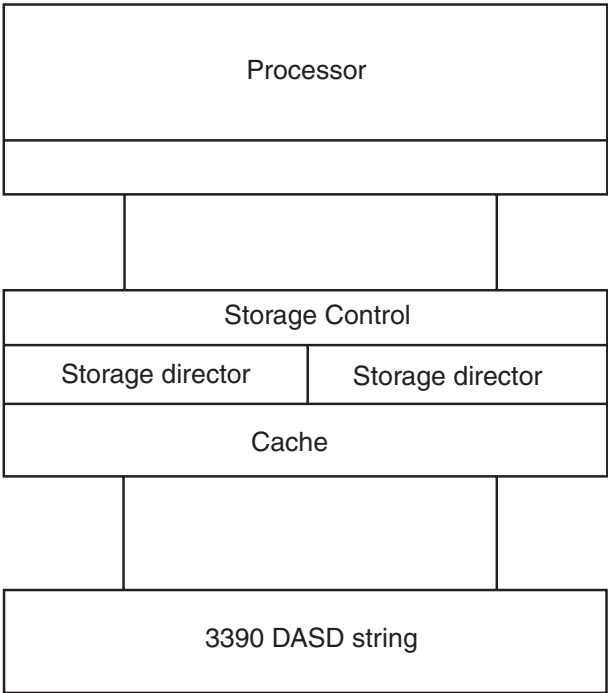 Processor
Storage Control
Storage director
Storage director
Cache
3390 DASD string